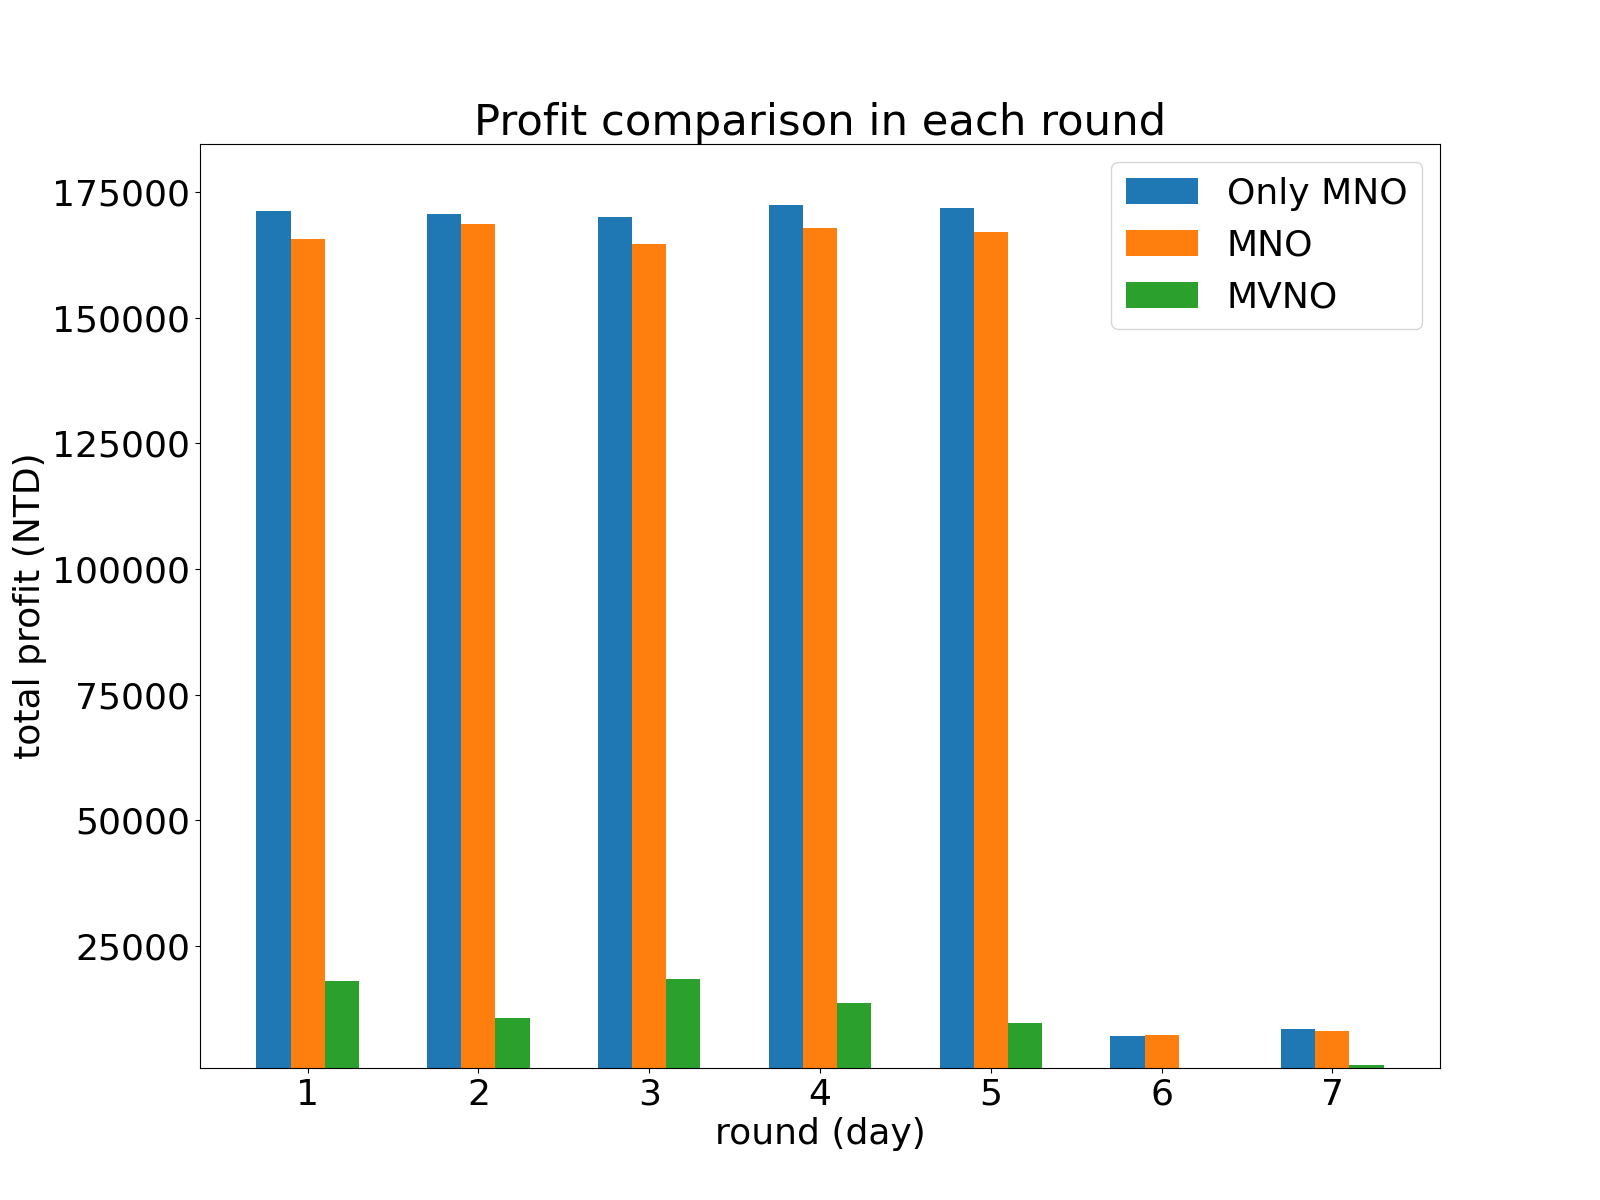 Profit comparison in each round
Only MNO
MNO
MVNO
175000
150000
125000
100000
75000
50000
25000
total profit (NTD)
1 2 3 4 5 6 7
round (day)